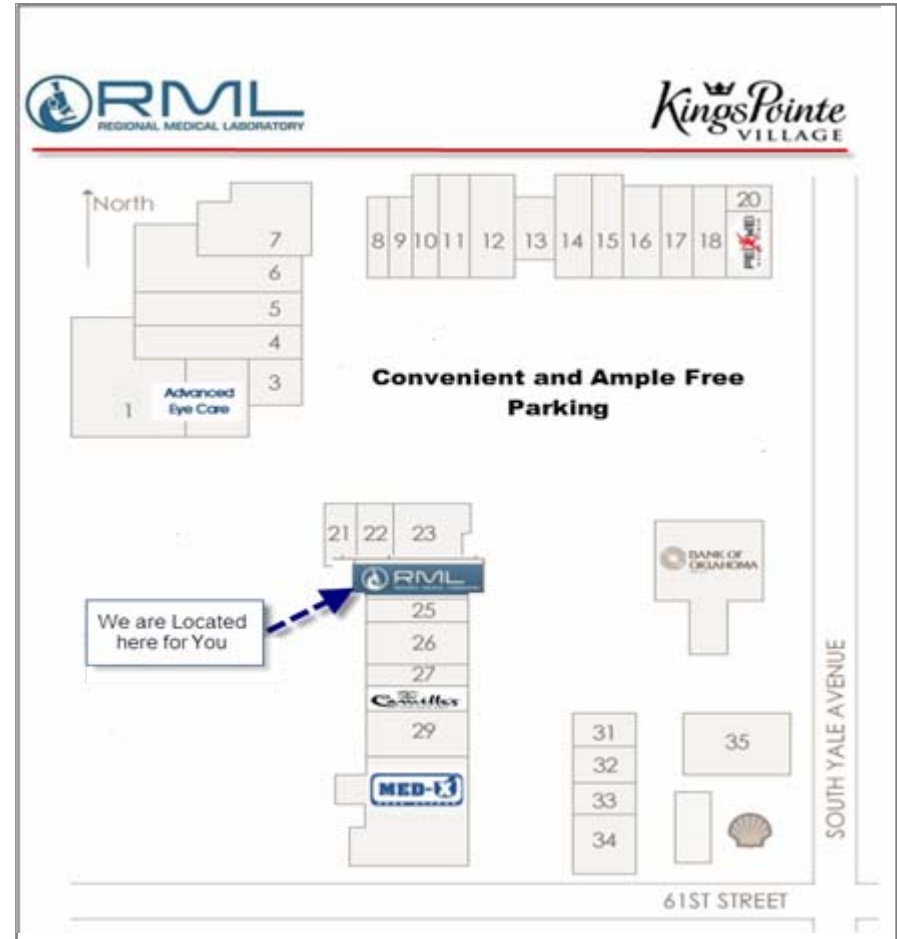 RML
REGIONAL MEDICAL LABORATORY
KingsPointe
VILLAGE
North
7
6
5
4
3
1
Advanced
Eye Care
8 9 10 11 12 13 14 15 16 17 18
20
PEI WEI
Convenient and Ample Free
Parking
21 22 23
RML
We are Located
here for You
25
26
27
Camille's
29
MED-X
BANK OF
OKLAHOMA
31
32
33
34
35
SOUTH YALE AVENUE
61ST STREET